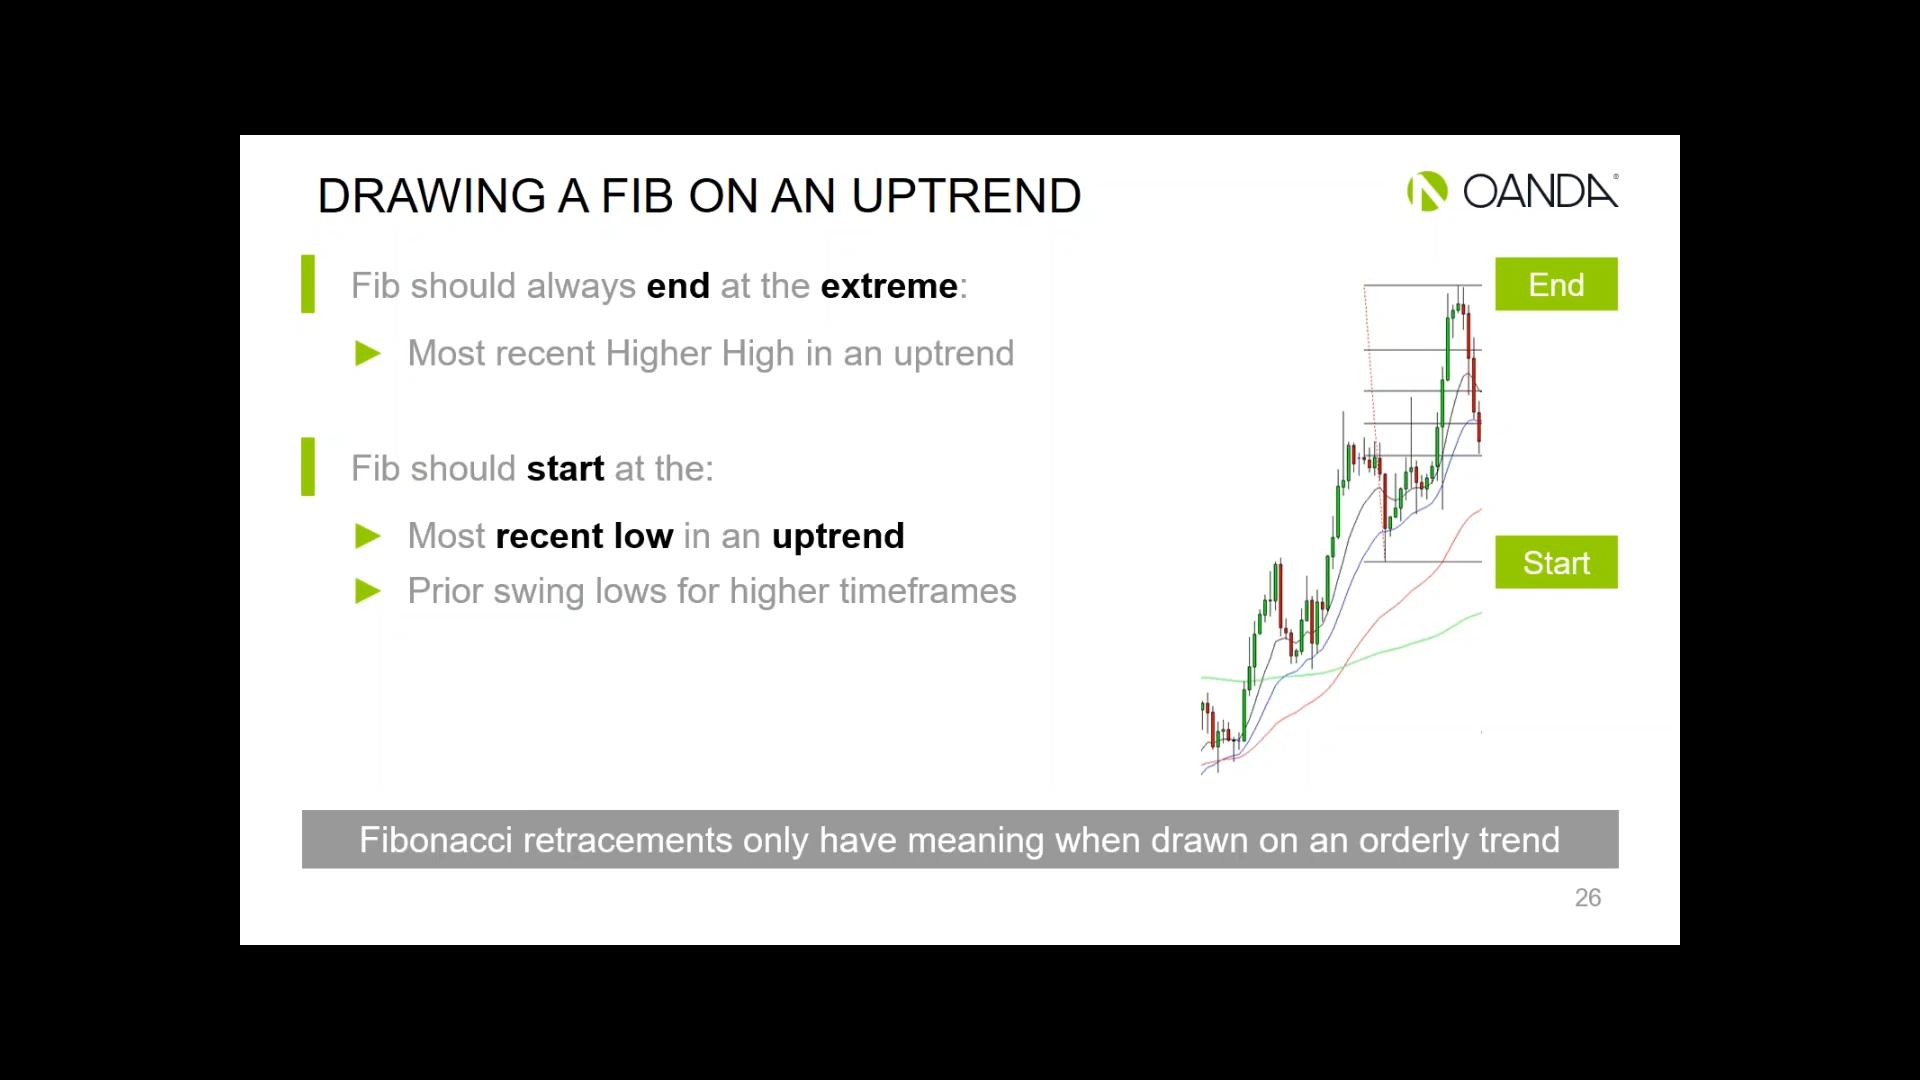 DRAWING A FIB ON AN UPTREND
OANDA®
Fib should always end at the extreme:
► Most recent Higher High in an uptrend
Fib should start at the:
► Most recent low in an uptrend
► Prior swing lows for higher timeframes
End
Start
Fibonacci retracements only have meaning when drawn on an orderly trend
26